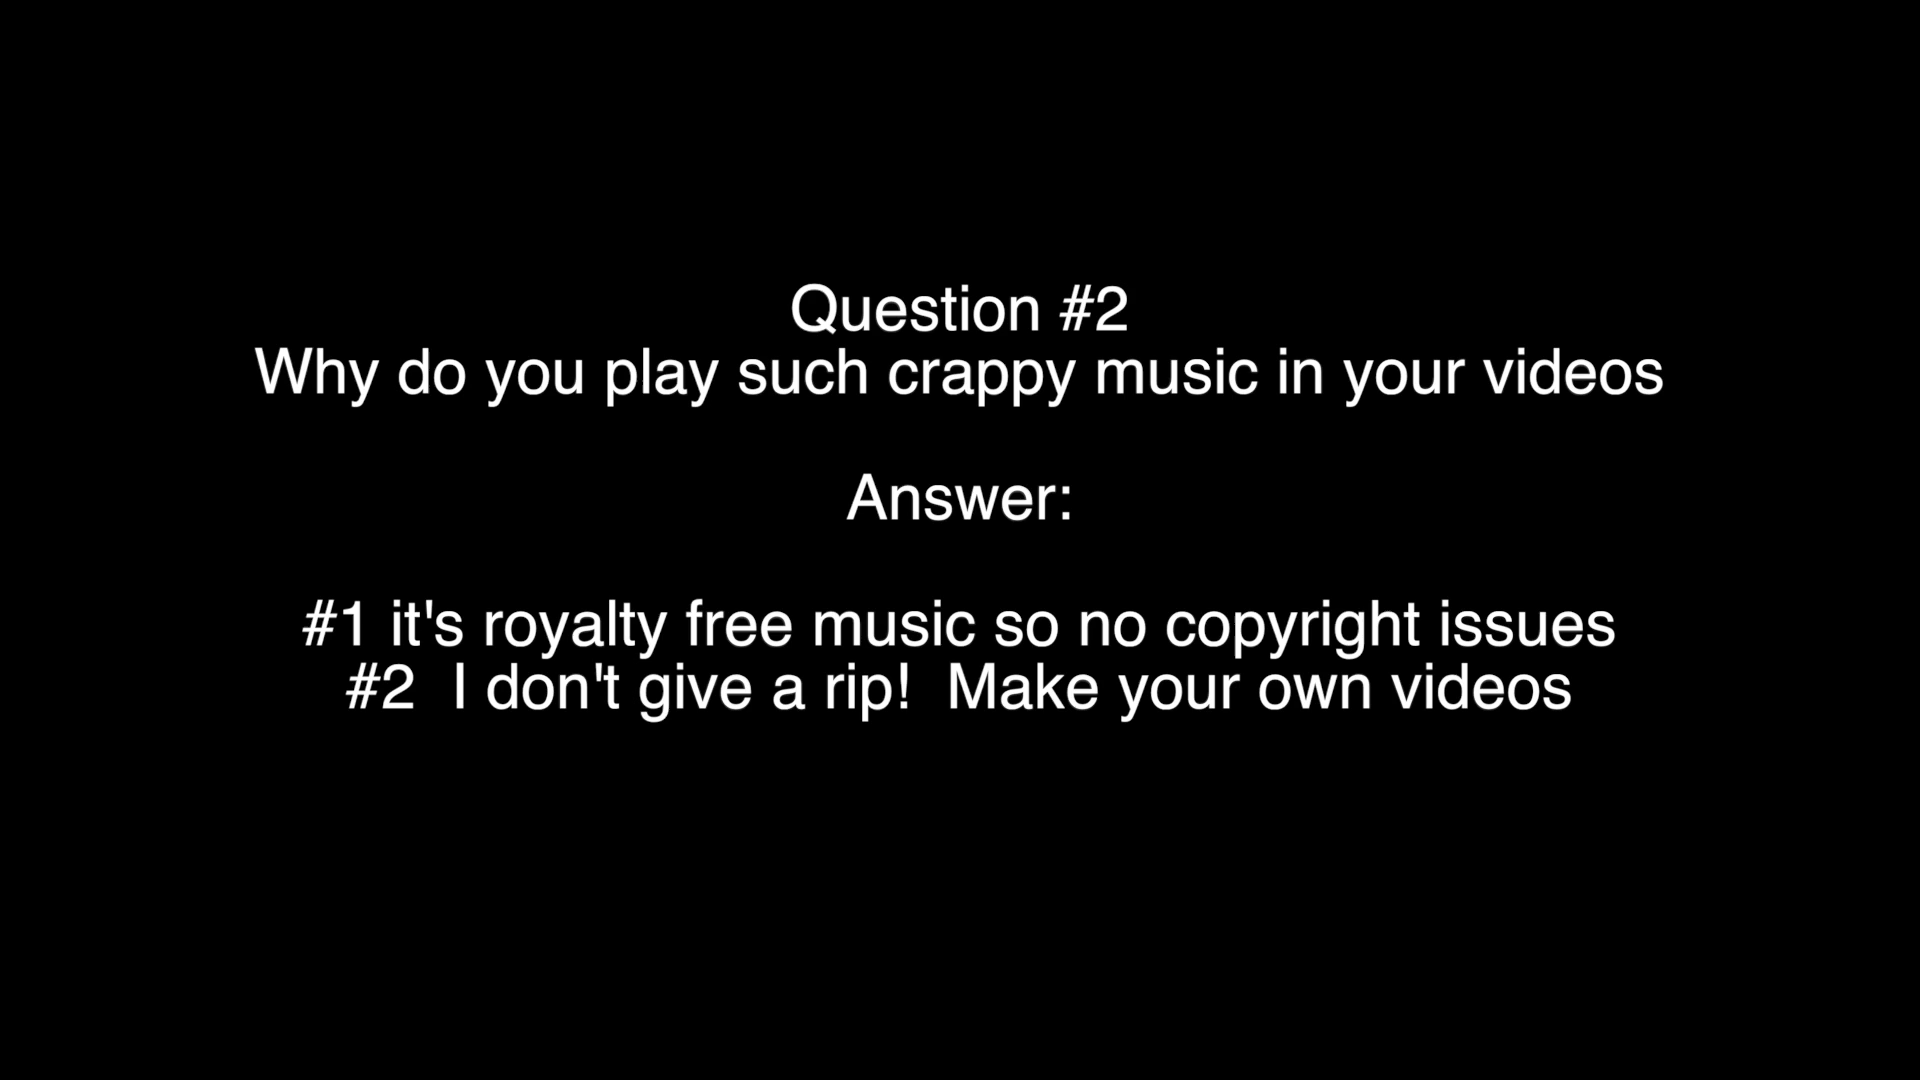 Question #2
Why do you play such crappy music in your videos
Answer:
#1 it's royalty free music so no copyright issues
#2  I don't give a rip!  Make your own videos